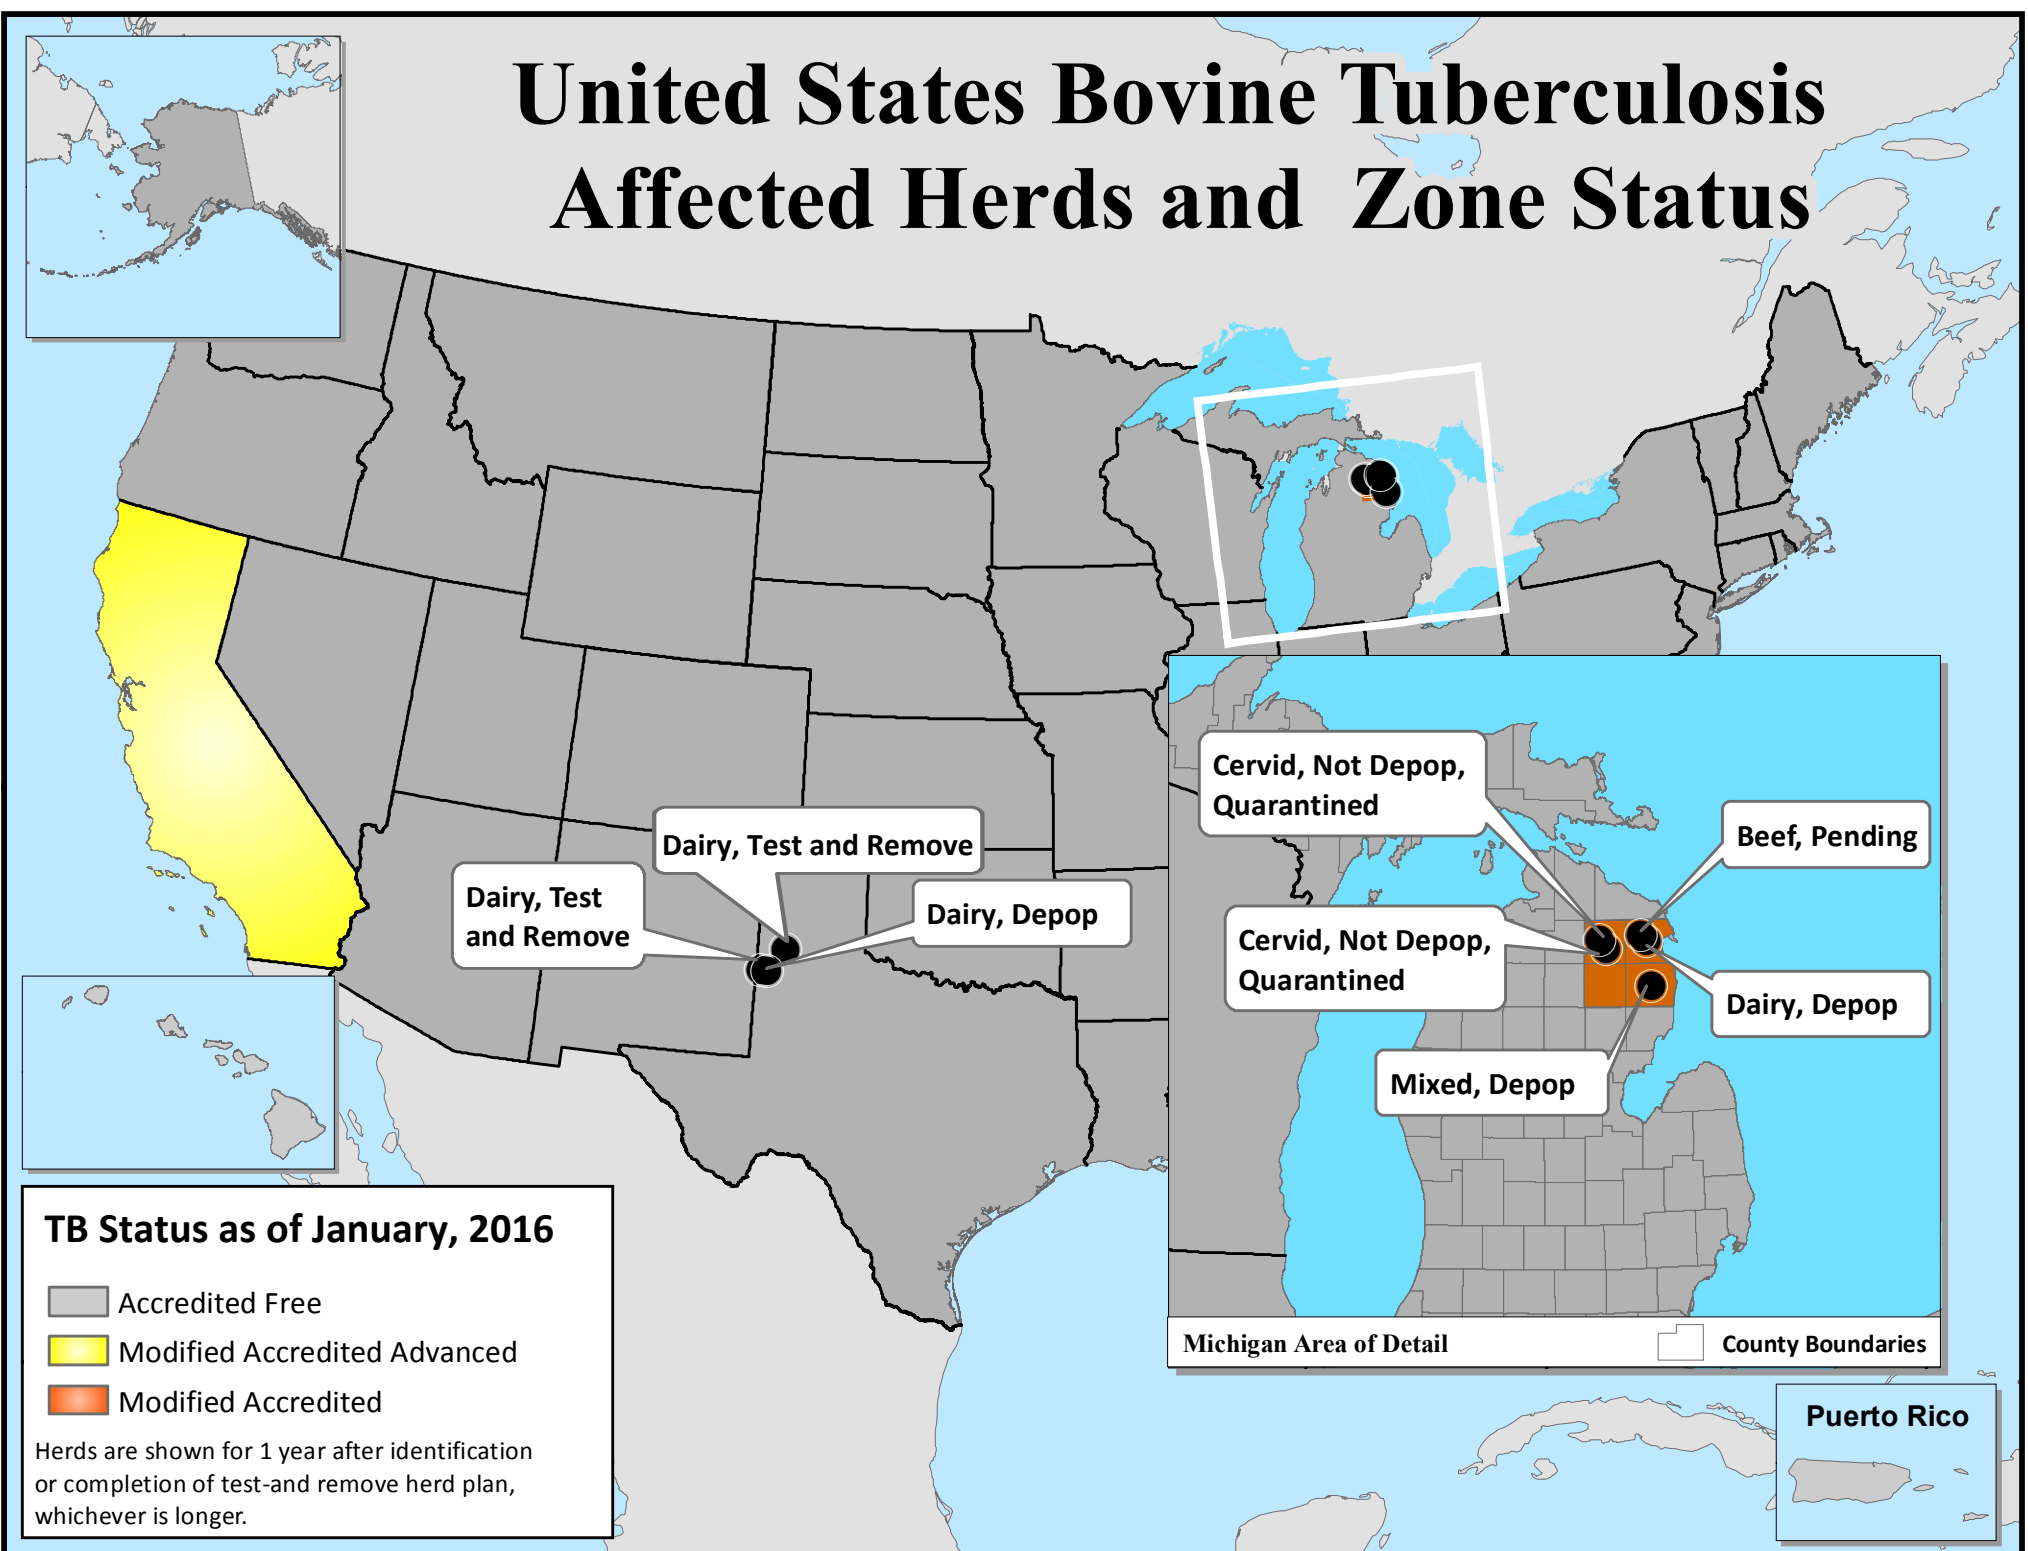 United States Bovine Tuberculosis
Affected Herds and Zone Status
Cervid, Not Depop,
Quarantined
Beef, Pending
Dairy, Test and Remove
Dairy, Test
and Remove
Dairy, Depop
Cervid, Not Depop,
Quarantined
Dairy, Depop
Mixed, Depop
TB Status as of January, 2016
Accredited Free
Modified Accredited Advanced
Modified Accredited
Herds are shown for 1 year after identification
or completion of test-and remove herd plan,
whichever is longer.
Michigan Area of Detail
County Boundaries
Puerto Rico